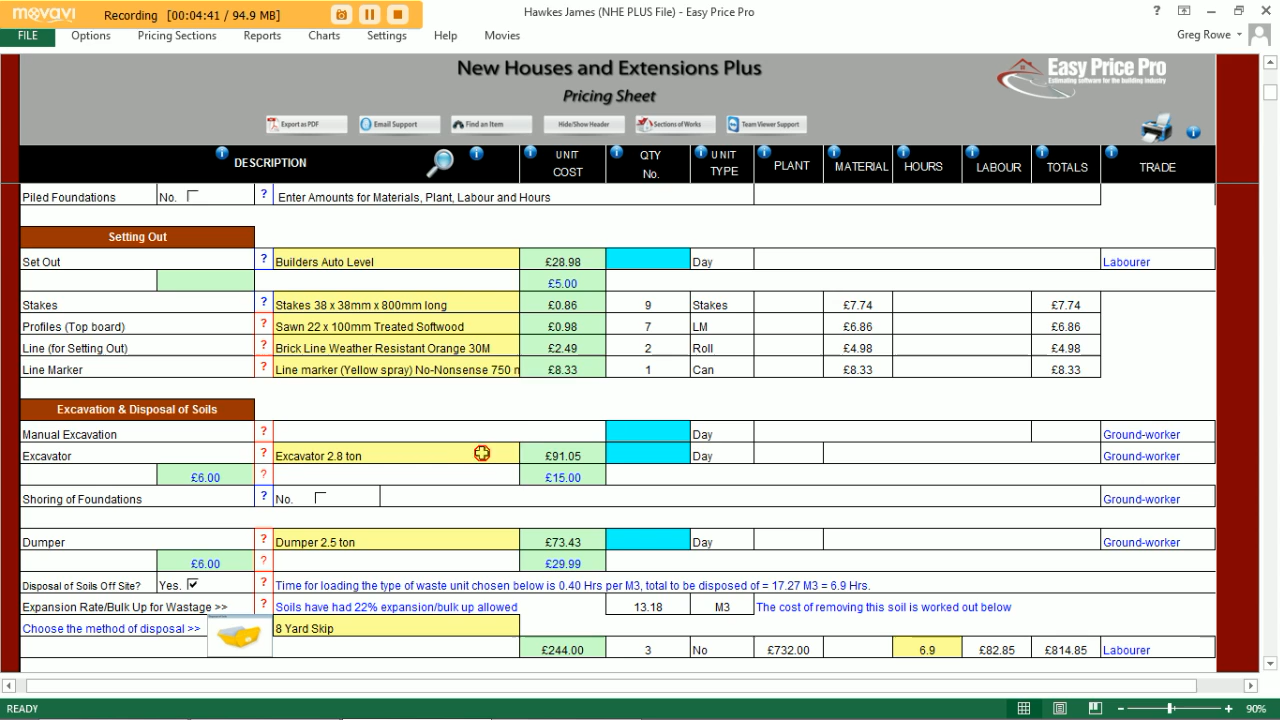 movavi Recording [00:04:41 / 94.9 MB]
Hawkes James (NHE PLUS File) - Easy Price Pro
?
FILE Options Pricing Sections Reports Charts Settings Help Movies Greg Rowe
New Houses and Extensions Plus
Pricing Sheet
Easy Price Pro
Estimating software for the building industry
Export as PDF Email Support Find an Item Hide/Show Header Sections of Works Team Viewer Support
DESCRIPTION UNIT COST QTY No. UNIT TYPE PLANT MATERIAL HOURS LABOUR TOTALS TRADE
Piled Foundations No. ? Enter Amounts for Materials, Plant, Labour and Hours
Setting Out
Set Out ? Builders Auto Level £28.98 Day Labourer
£5.00
Stakes ? Stakes 38 x 38mm x 800mm long £0.86 9 Stakes £7.74 £7.74
Profiles (Top board) ? Sawn 22 x 100mm Treated Softwood £0.98 7 LM £6.86 £6.86
Line (for Setting Out) ? Brick Line Weather Resistant Orange 30M £2.49 2 Roll £4.98 £4.98
Line Marker ? Line marker (Yellow spray) No-Nonsense 750 m £8.33 1 Can £8.33 £8.33
Excavation & Disposal of Soils
Manual Excavation ? Day Ground-worker
Excavator ? Excavator 2.8 ton £91.05 Day Ground-worker
£6.00 ? £15.00
Shoring of Foundations ? No. Ground-worker
Dumper ? Dumper 2.5 ton £73.43 Day Ground-worker
£6.00 ? £29.99
Disposal of Soils Off Site? Yes. ? Time for loading the type of waste unit chosen below is 0.40 Hrs per M3, total to be disposed of = 17.27 M3 = 6.9 Hrs.
Expansion Rate/Bulk Up for Wastage >> ? Soils have had 22% expansion/bulk up allowed 13.18 M3 The cost of removing this soil is worked out below
Choose the method of disposal >> 8 Yard Skip
£244.00 3 No £732.00 6.9 £82.85 £814.85 Labourer
READY 90%